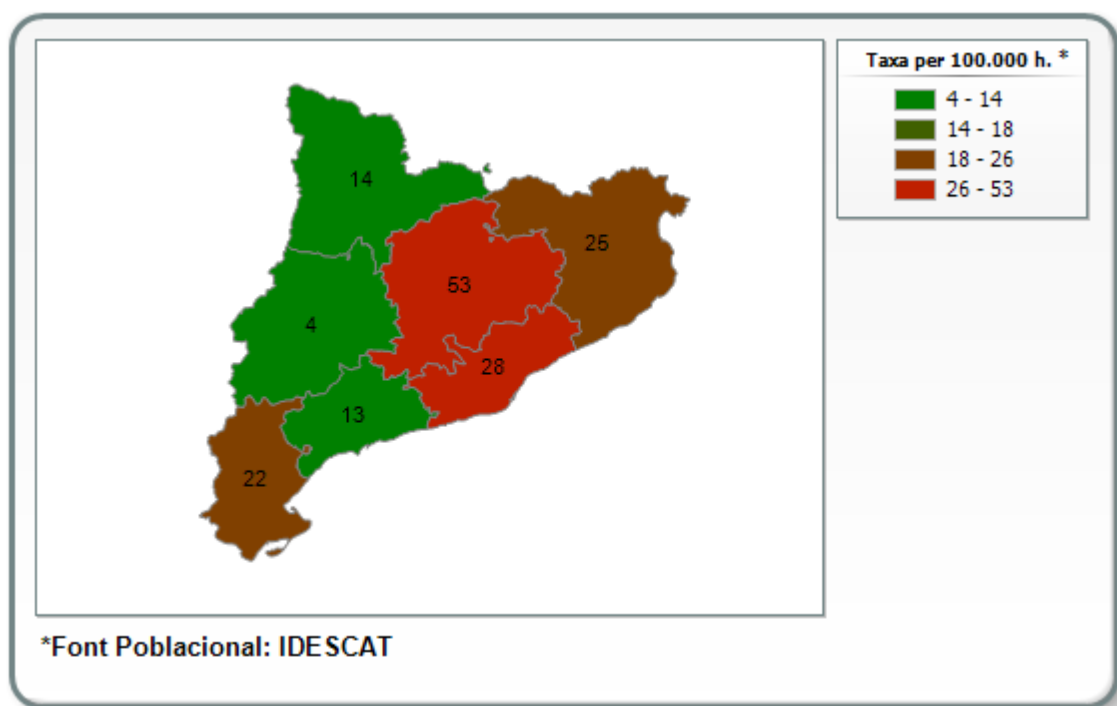 Taxa per 100.000 h. *
4 - 14
14 - 18
18 - 26
26 - 53
14
25
53
4
28
13
22
*Font Poblacional: IDESCAT